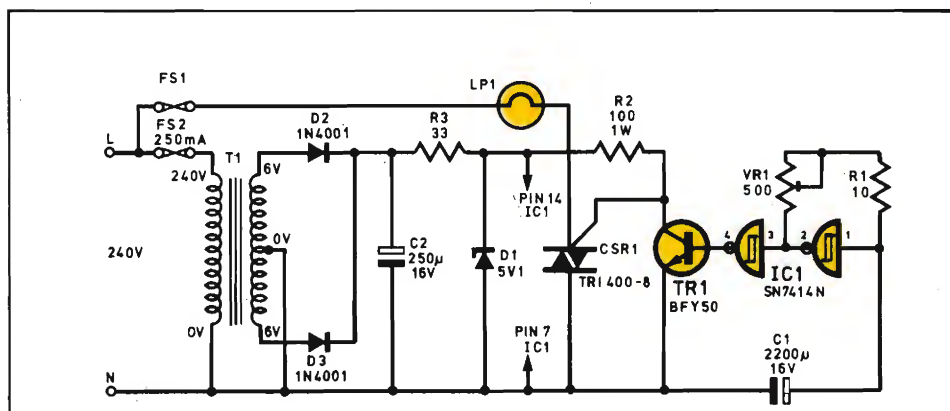 FS1
LP1
L
FS2
250mA
D2
1N4001
R3
33
R2
100
1W
T1
240V
6V
VR1
500
R1
10
PIN 14
IC1
240V
0V
C2
250µ
16V
D1
5V1
CSR1
TRI 400-8
4
3
2
1
TR1
BFY50
IC1
SN7414N
0V
6V
D3
1N4001
PIN 7
IC1
C1
2200µ
16V
N